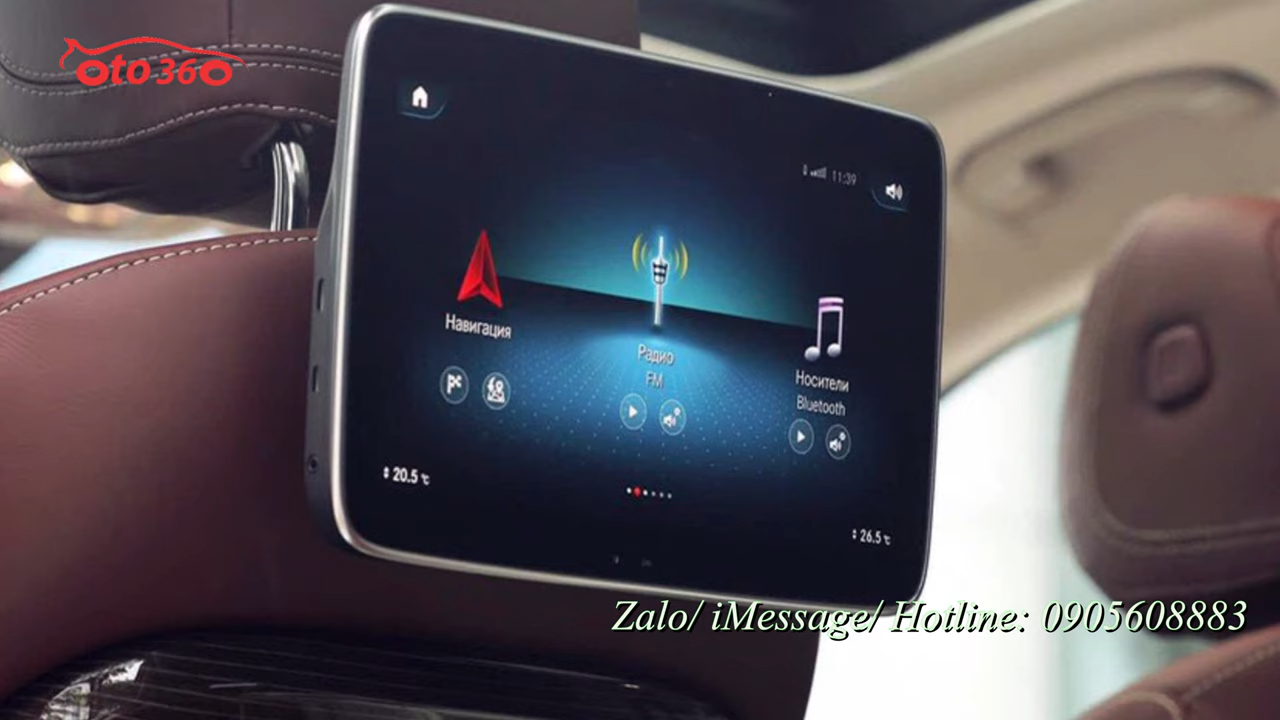 oto360
11:39
Навигация
Радио
FM
Носители
Bluetooth
20.5 °C
26.5 °C
Zalo/ iMessage/ Hotline: 0905608883